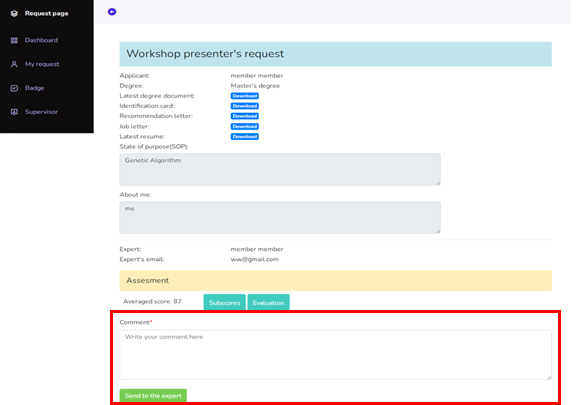 Request page
Dashboard
My request
Badge
Supervisor
Workshop presenter's request
Applicant: member member
Degree: Master's degree
Latest degree document: Download
Identification card: Download
Recommendation letter: Download
Job letter: Download
Latest resume: Download
State of purpose(SOP):
Genetic Algorithm
About me:
me
Expert: member member
Expert's email: ww@gmail.com
Assesment
Averaged score: 87 Subscores Evaluation
Comment*
Write your comment here
Send to the expert